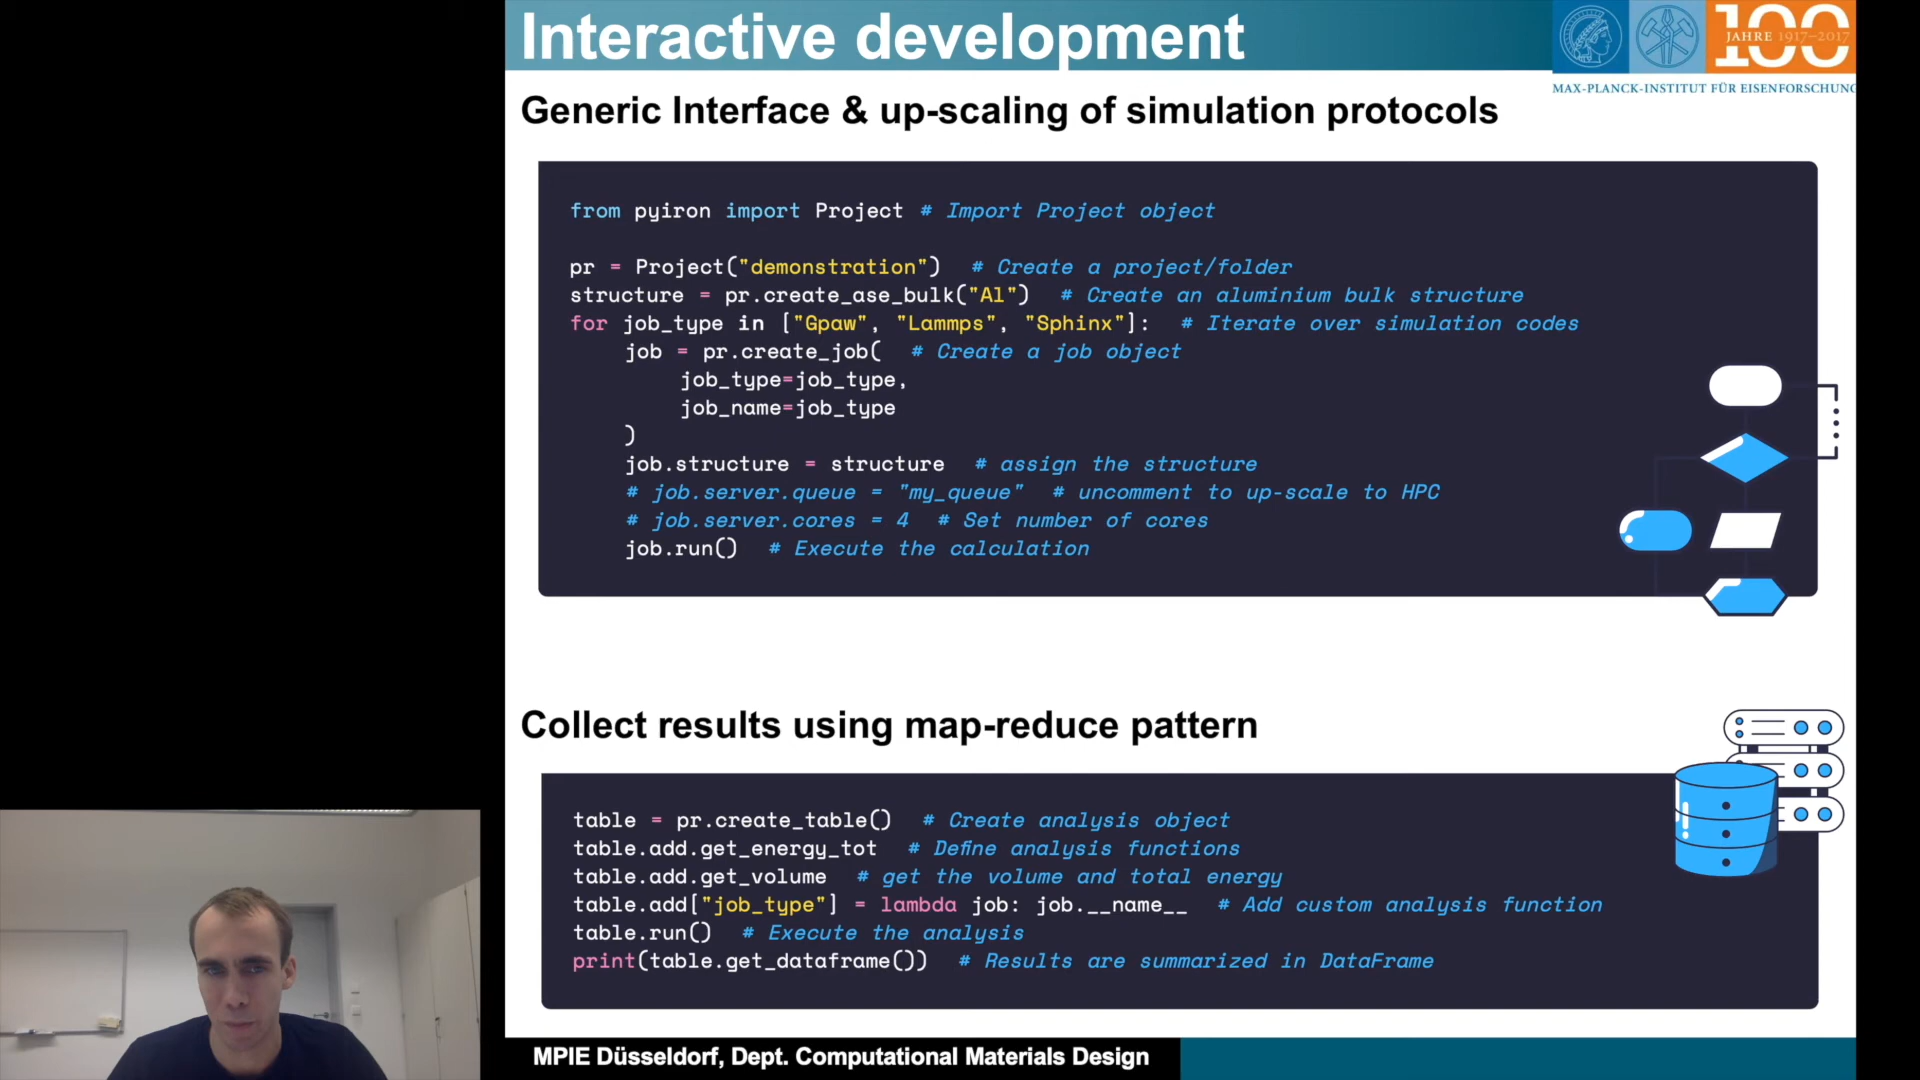 Interactive development
100
JAHRE 1917–2017
MAX-PLANCK-INSTITUT FÜR EISENFORSCHUNG
Generic Interface & up-scaling of simulation protocols
from pyiron import Project # Import Project object
pr = Project("demonstration") # Create a project/folder
structure = pr.create_ase_bulk("Al") # Create an aluminium bulk structure
for job_type in ["Gpaw", "Lammps", "Sphinx"]: # Iterate over simulation codes
job = pr.create_job( # Create a job object
job_type=job_type,
job_name=job_type
)
job.structure = structure # assign the structure
# job.server.queue = "my_queue" # uncomment to up-scale to HPC
# job.server.cores = 4 # Set number of cores
job.run() # Execute the calculation
Collect results using map-reduce pattern
table = pr.create_table() # Create analysis object
table.add.get_energy_tot # Define analysis functions
table.add.get_volume # get the volume and total energy
table.add["job_type"] = lambda job: job.__name__ # Add custom analysis function
table.run() # Execute the analysis
print(table.get_dataframe()) # Results are summarized in DataFrame
MPIE Düsseldorf, Dept. Computational Materials Design